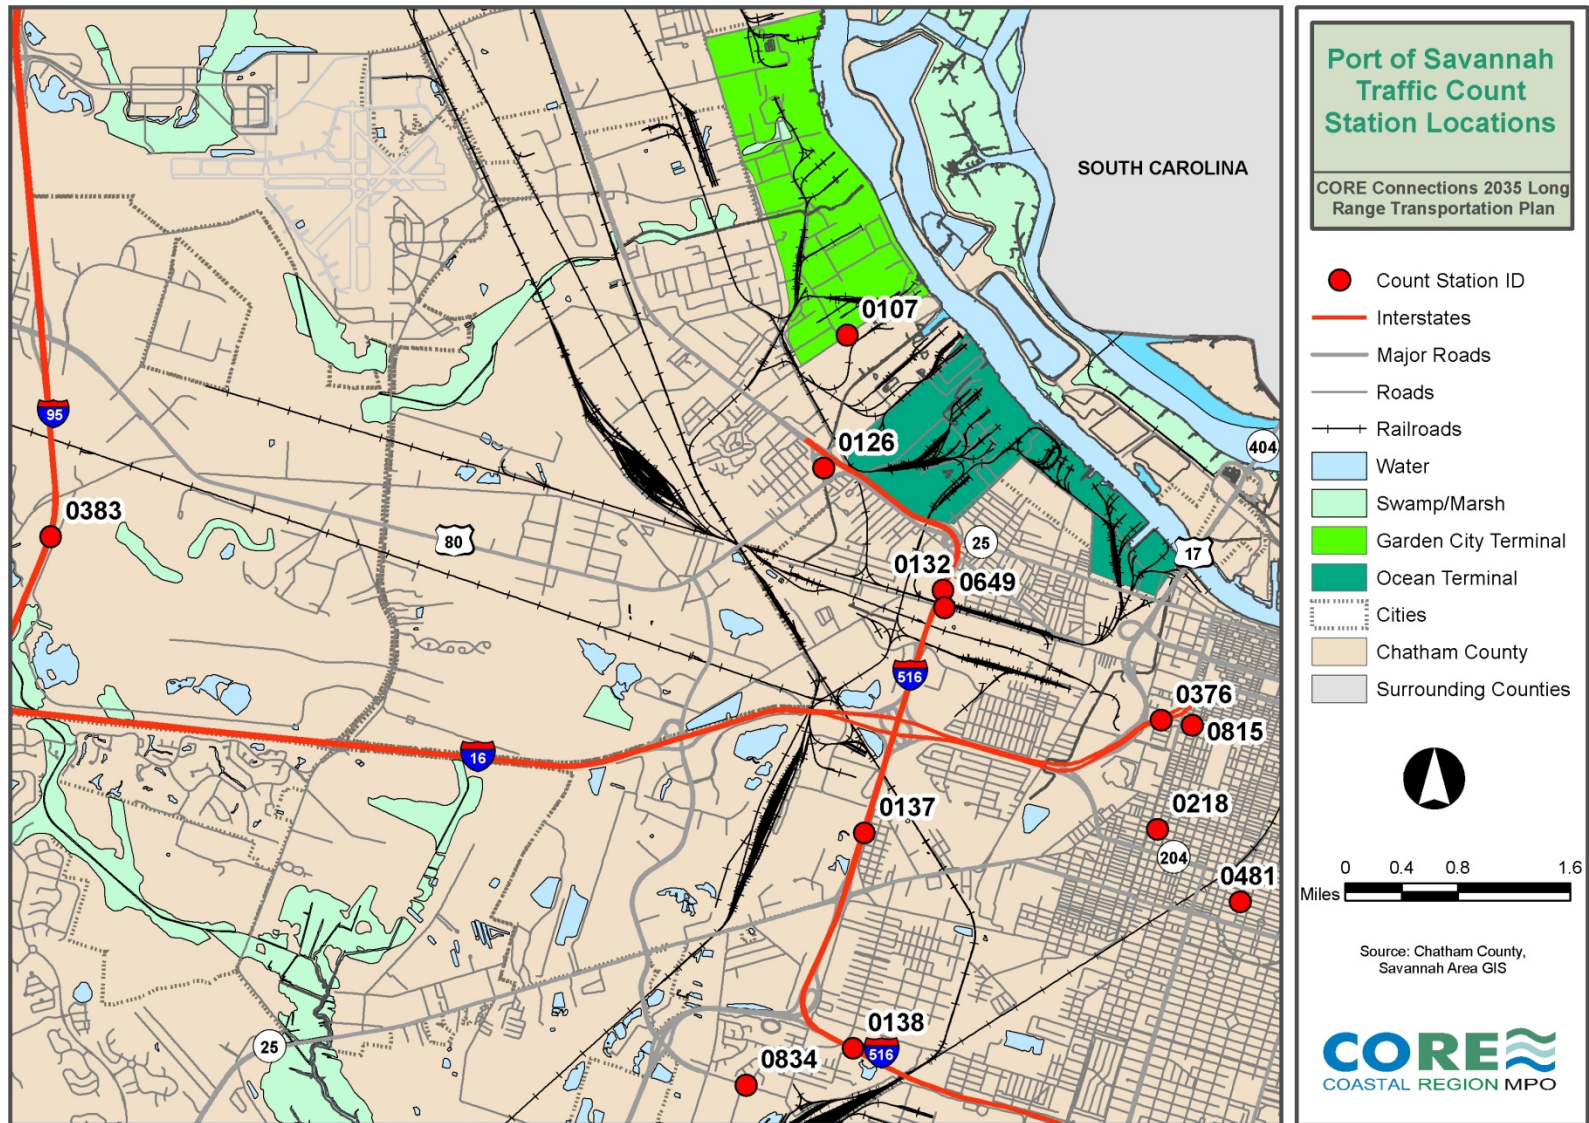 Port of Savannah
Traffic Count
Station Locations
CORE Connections 2035 Long
Range Transportation Plan
SOUTH CAROLINA
Count Station ID
Interstates
Major Roads
Roads
Railroads
Water
Swamp/Marsh
Garden City Terminal
Ocean Terminal
Cities
Chatham County
Surrounding Counties
0107
95
0126
404
0383
80
25
17
0132
0649
516
0376
0815
16
0137
0218
204
0481
0138
25
516
0834
0 0.4 0.8 1.6
Miles
Source: Chatham County,
Savannah Area GIS
CORE
COASTAL REGION MPO